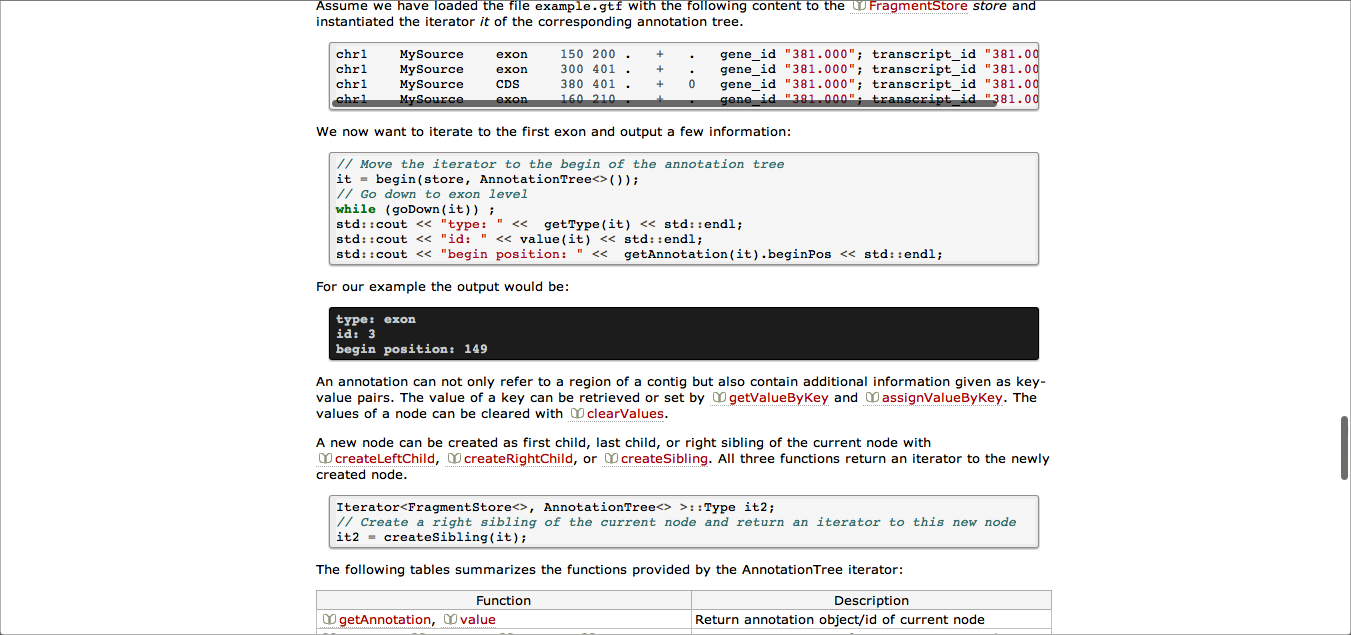 Assume we have loaded the file example.gtf with the following content to the FragmentStore store and
instantiated the iterator it of the corresponding annotation tree.
chr1 MySource exon 150 200 . + . gene_id "381.000"; transcript_id "381.00
chr1 MySource exon 300 401 . + . gene_id "381.000"; transcript_id "381.00
chr1 MySource CDS 380 401 . + 0 gene_id "381.000"; transcript_id "381.00
chr1 MySource exon 160 210 . + . gene_id "381.000"; transcript_id "381.00
We now want to iterate to the first exon and output a few information:
// Move the iterator to the begin of the annotation tree
it = begin(store, AnnotationTree<>());
// Go down to exon level
while (goDown(it)) ;
std::cout << "type: " <<  getType(it) << std::endl;
std::cout << "id: " << value(it) << std::endl;
std::cout << "begin position: " <<  getAnnotation(it).beginPos << std::endl;
For our example the output would be:
type: exon
id: 3
begin position: 149
An annotation can not only refer to a region of a contig but also contain additional information given as key-
value pairs. The value of a key can be retrieved or set by getValueByKey and assignValueByKey. The
values of a node can be cleared with clearValues.
A new node can be created as first child, last child, or right sibling of the current node with
createLeftChild, createRightChild, or createSibling. All three functions return an iterator to the newly
created node.
Iterator<FragmentStore<>, AnnotationTree<> >::Type it2;
// Create a right sibling of the current node and return an iterator to this new node
it2 = createSibling(it);
The following tables summarizes the functions provided by the AnnotationTree iterator:
Function Description
getAnnotation, value Return annotation object/id of current node